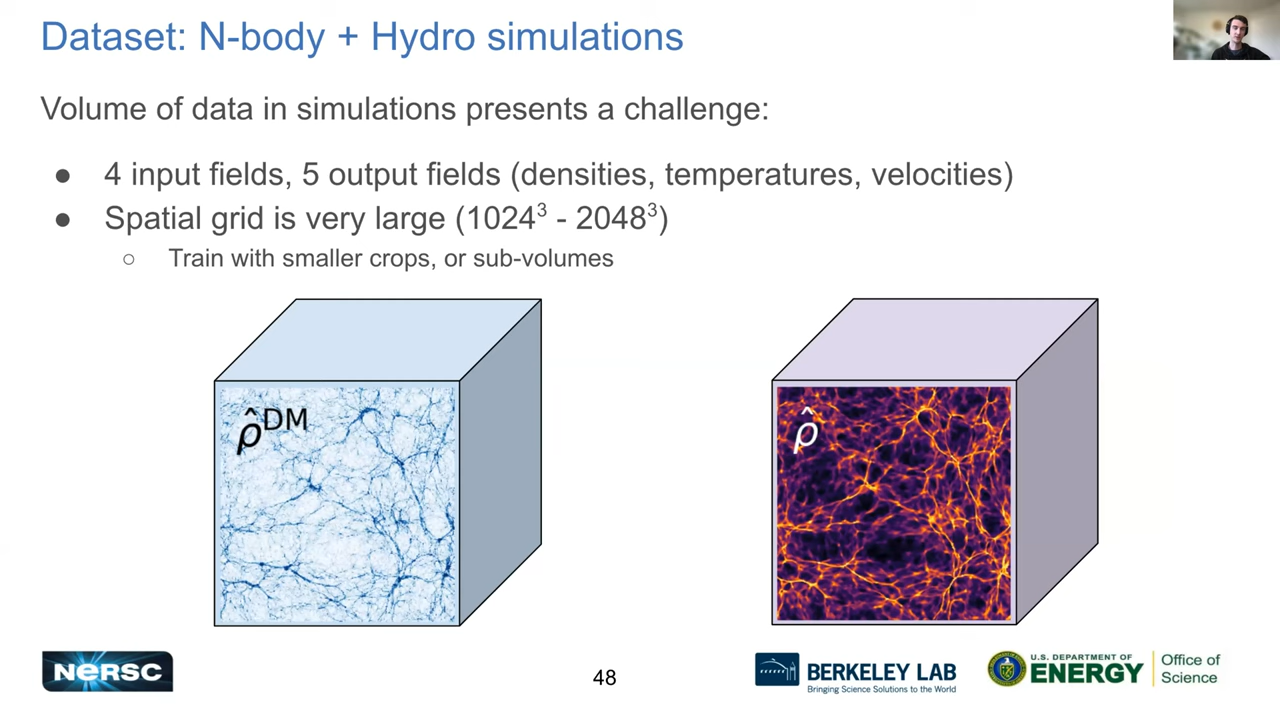 Dataset: N-body + Hydro simulations
Volume of data in simulations presents a challenge:
● 4 input fields, 5 output fields (densities, temperatures, velocities)
● Spatial grid is very large (1024³ - 2048³)
○ Train with smaller crops, or sub-volumes
ρ̂ᴰᴹ
ρ̂
NERSC
48
BERKELEY LAB
Bringing Science Solutions to the World
U.S. DEPARTMENT OF
ENERGY
Office of
Science